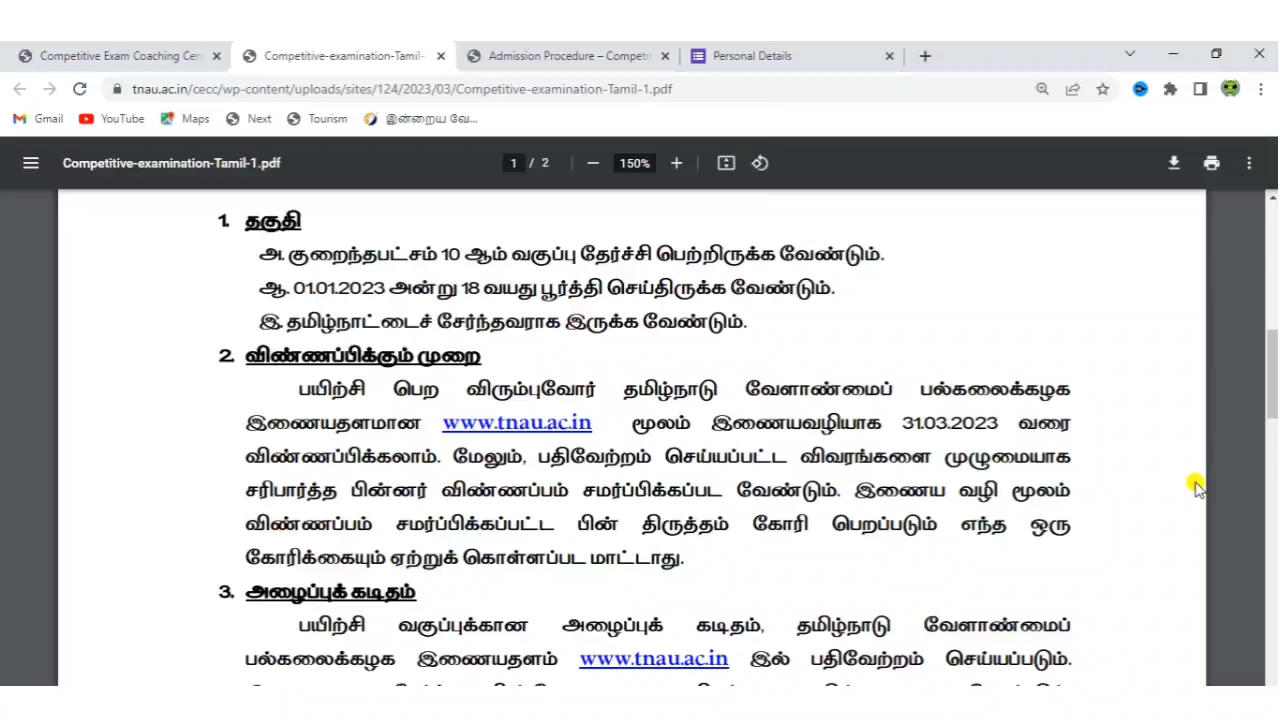 Competitive Exam Coaching Cen
Competitive-examination-Tamil-
Admission Procedure – Competi
Personal Details
tnau.ac.in/cecc/wp-content/uploads/sites/124/2023/03/Competitive-examination-Tamil-1.pdf
Gmail YouTube Maps Next Tourism இன்றைய வே...
Competitive-examination-Tamil-1.pdf 1 / 2 150%
1. தகுதி
அ. குறைந்தபட்சம் 10 ஆம் வகுப்பு தேர்ச்சி பெற்றிருக்க வேண்டும்.
ஆ. 01.01.2023 அன்று 18 வயது பூர்த்தி செய்திருக்க வேண்டும்.
இ. தமிழ்நாட்டைச் சேர்ந்தவராக இருக்க வேண்டும்.
2. விண்ணப்பிக்கும் முறை
பயிற்சி பெற விரும்புவோர் தமிழ்நாடு வேளாண்மைப் பல்கலைக்கழக
இணையதளமான www.tnau.ac.in மூலம் இணையவழியாக 31.03.2023 வரை
விண்ணப்பிக்கலாம். மேலும், பதிவேற்றம் செய்யப்பட்ட விவரங்களை முழுமையாக
சரிபார்த்த பின்னர் விண்ணப்பம் சமர்ப்பிக்கப்பட வேண்டும். இணைய வழி மூலம்
விண்ணப்பம் சமர்ப்பிக்கப்பட்ட பின் திருத்தம் கோரி பெறப்படும் எந்த ஒரு
கோரிக்கையும் ஏற்றுக் கொள்ளப்பட மாட்டாது.
3. அழைப்புக் கடிதம்
பயிற்சி வகுப்புக்கான அழைப்புக் கடிதம், தமிழ்நாடு வேளாண்மைப்
பல்கலைக்கழக இணையதளம் www.tnau.ac.in இல் பதிவேற்றம் செய்யப்படும்.